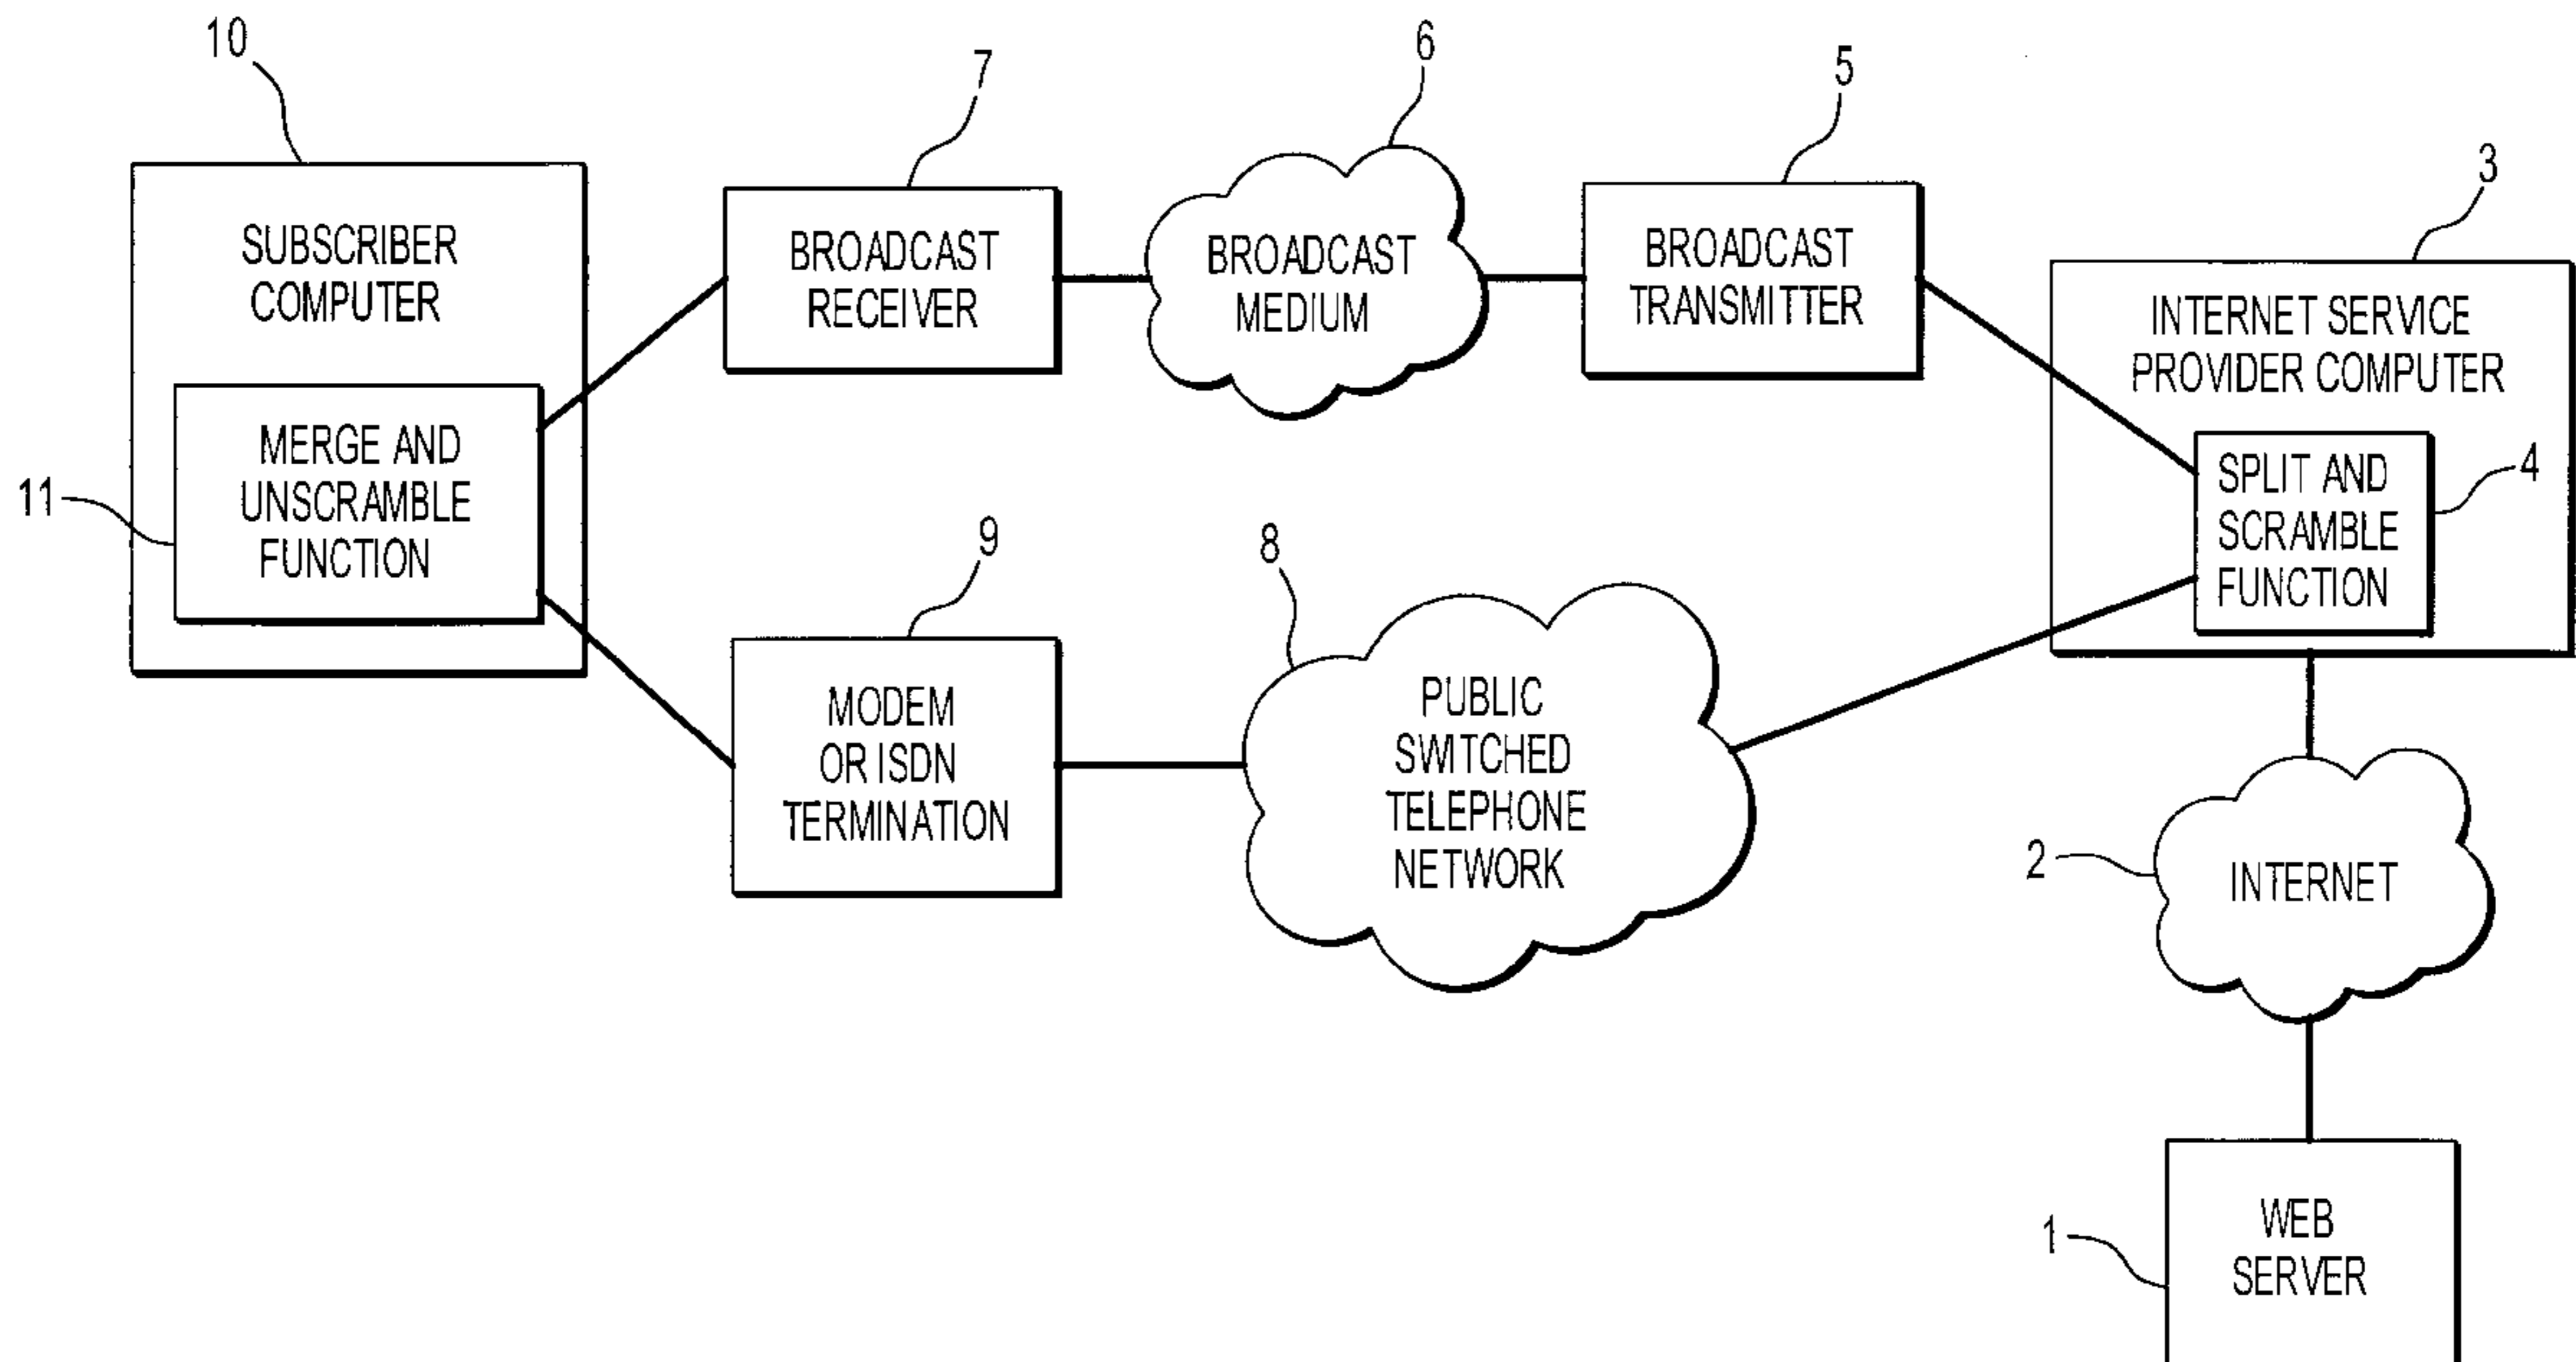 10
7
6
5
3
SUBSCRIBER
COMPUTER
BROADCAST
RECEIVER
BROADCAST
MEDIUM
BROADCAST
TRANSMITTER
INTERNET SERVICE
PROVIDER COMPUTER
MERGE AND
UNSCRAMBLE
FUNCTION
11
SPLIT AND
SCRAMBLE
FUNCTION
4
9
8
MODEM
OR ISDN
TERMINATION
PUBLIC
SWITCHED
TELEPHONE
NETWORK
2
INTERNET
1
WEB
SERVER